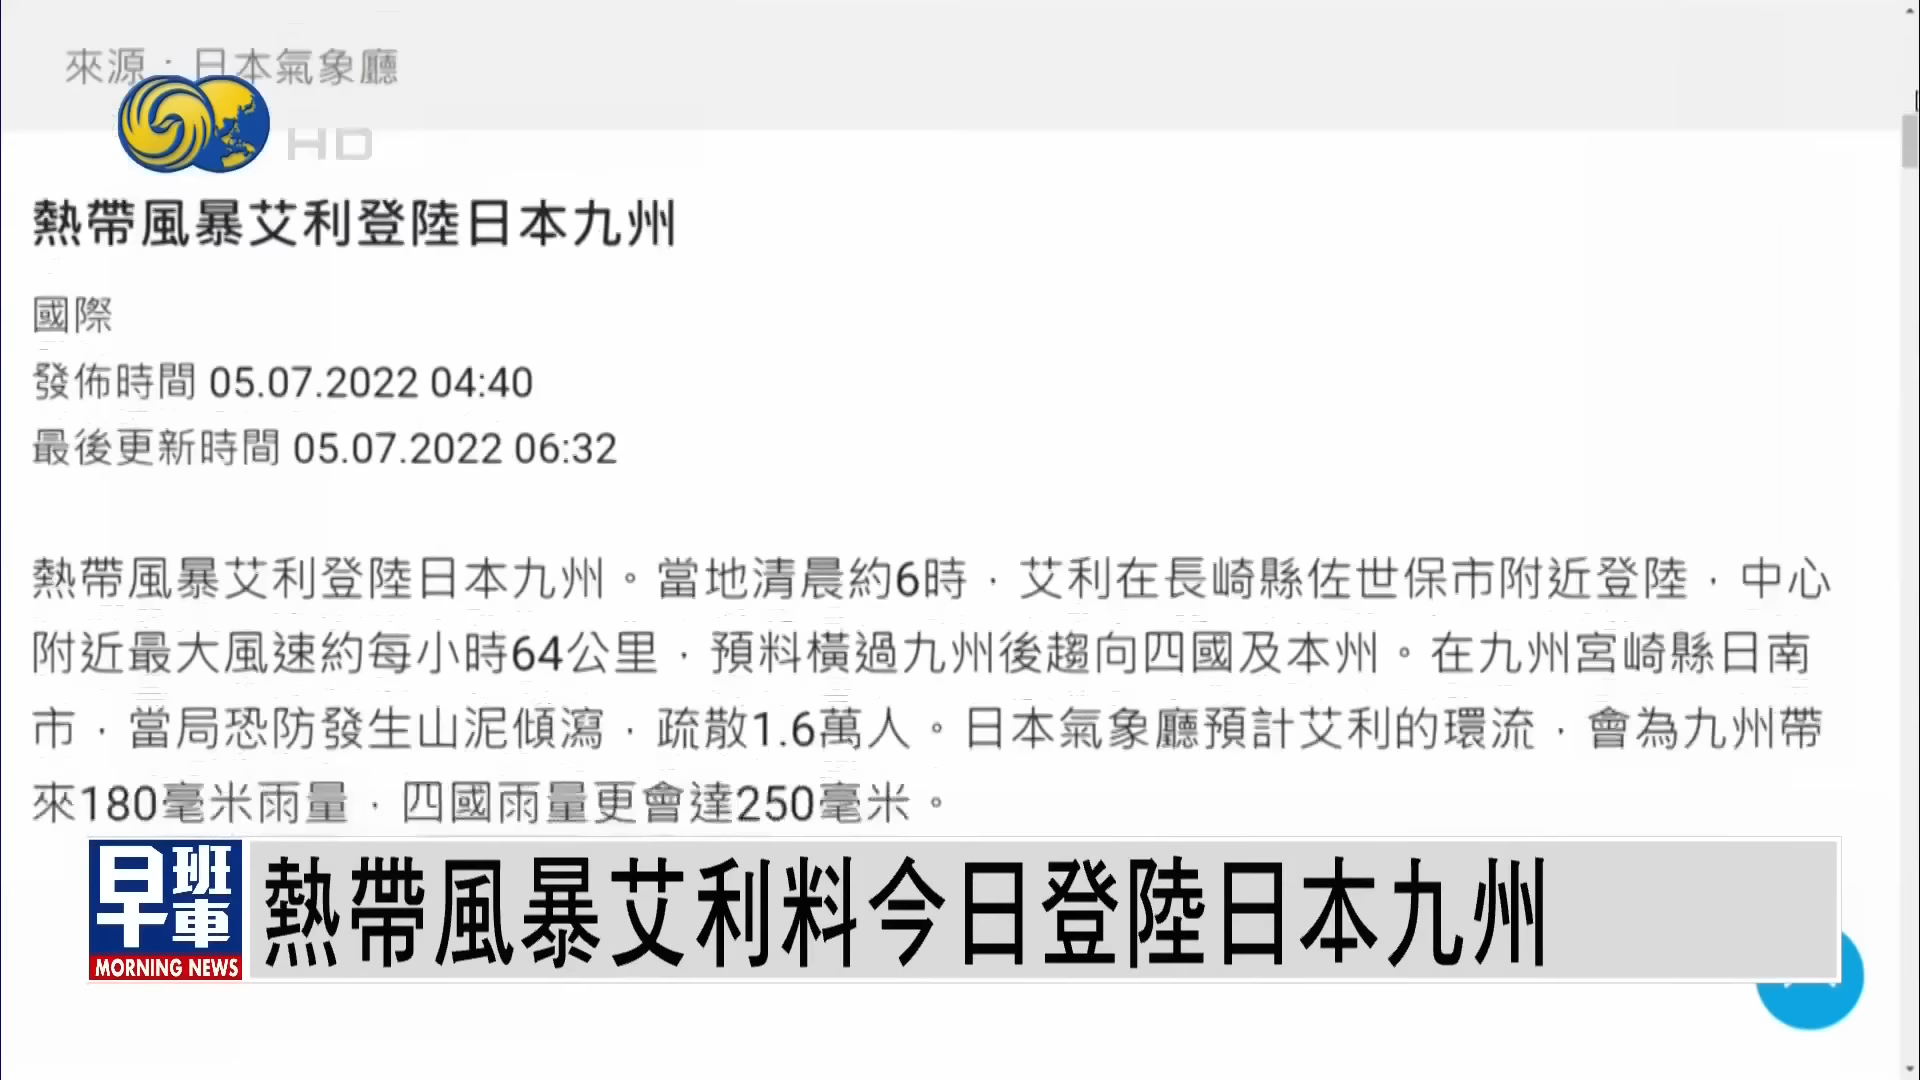 來源：日本氣象廳
HD
熱帶風暴艾利登陸日本九州
國際
發佈時間 05.07.2022 04:40
最後更新時間 05.07.2022 06:32
熱帶風暴艾利登陸日本九州。當地清晨約6時，艾利在長崎縣佐世保市附近登陸，中心
附近最大風速約每小時64公里，預料橫過九州後趨向四國及本州。在九州宮崎縣日南
市，當局恐防發生山泥傾瀉，疏散1.6萬人。日本氣象廳預計艾利的環流，會為九州帶
來180毫米雨量，四國雨量更會達250毫米。
早班車
MORNING NEWS
熱帶風暴艾利料今日登陸日本九州